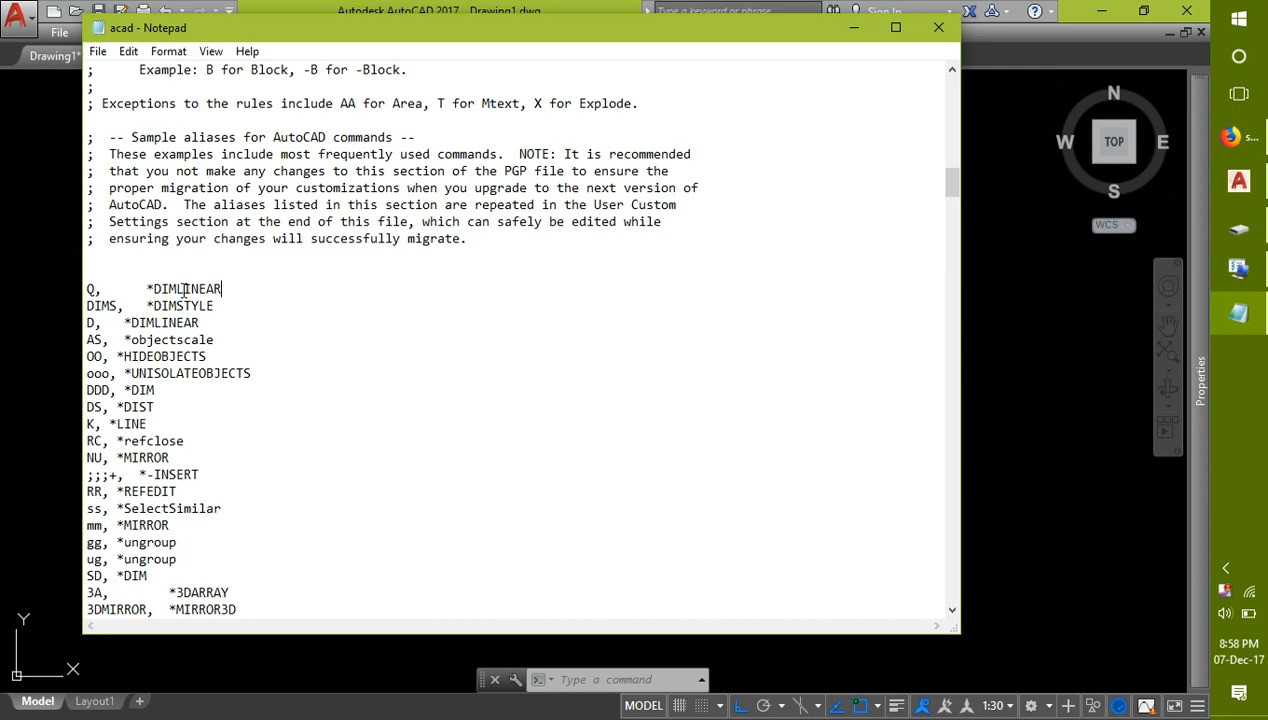 Autodesk AutoCAD 2017 Drawing1.dwg
Type a keyword or phrase
Sign In
File
Drawing1*
acad - Notepad
File Edit Format View Help
;      Example: B for Block, -B for -Block.
;
; Exceptions to the rules include AA for Area, T for Mtext, X for Explode.
;  -- Sample aliases for AutoCAD commands --
;  These examples include most frequently used commands.  NOTE: It is recommended
;  that you not make any changes to this section of the PGP file to ensure the
;  proper migration of your customizations when you upgrade to the next version of
;  AutoCAD.  The aliases listed in this section are repeated in the User Custom
;  Settings section at the end of this file, which can safely be edited while
;  ensuring your changes will successfully migrate.
Q,      *DIMLINEAR
DIMS,   *DIMSTYLE
D,   *DIMLINEAR
AS,  *objectscale
OO, *HIDEOBJECTS
ooo, *UNISOLATEOBJECTS
DDD, *DIM
DS, *DIST
K, *LINE
RC, *refclose
NU, *MIRROR
;;;+,  *-INSERT
RR, *REFEDIT
ss, *SelectSimilar
mm, *MIRROR
gg, *ungroup
ug, *ungroup
SD, *DIM
3A,        *3DARRAY
3DMIRROR,  *MIRROR3D
N
W TOP E
S
WCS
Properties
s...
Y
X
Type a command
Model Layout1 +
MODEL
1:30
8:58 PM
07-Dec-17